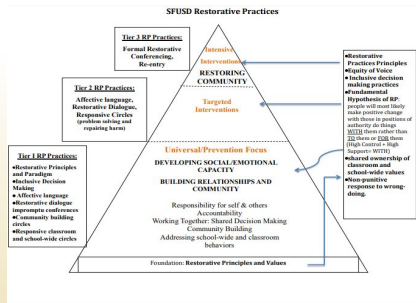 SFUSD Restorative Practices
Tier 3 RP Practices:
Formal Restorative
Conferencing,
Re-entry
Tier 2 RP Practices:
Affective language,
Restorative Dialogue,
Responsive Circles
(problem solving and
repairing harm)
Tier 1 RP Practices:
•Restorative Principles
and Paradigm
•Inclusive Decision
Making
•Affective language
•Restorative dialogue
impromptu conferences
•Community building
circles
•Responsive classroom
and school-wide circles
Intensive
Interventions
RESTORING
COMMUNITY
Targeted
Interventions
Universal/Prevention Focus
DEVELOPING SOCIAL/EMOTIONAL
CAPACITY
BUILDING RELATIONSHIPS AND
COMMUNITY
Responsibility for self & others
Accountability
Working Together: Shared Decision Making
Community Building
Addressing school-wide and classroom
behaviors
Foundation: Restorative Principles and Values
•Restorative
Practices Principles
•Equity of Voice
• Inclusive decision
making practices
•Fundamental
Hypothesis of RP:
people will most likely
make positive change
with those in positions of
authority do things
WITH them rather than
TO them or FOR them
(High Control + High
Support= WITH)
•shared ownership of
classroom and
school-wide values
•Non-punitive
response to wrong-
doing.